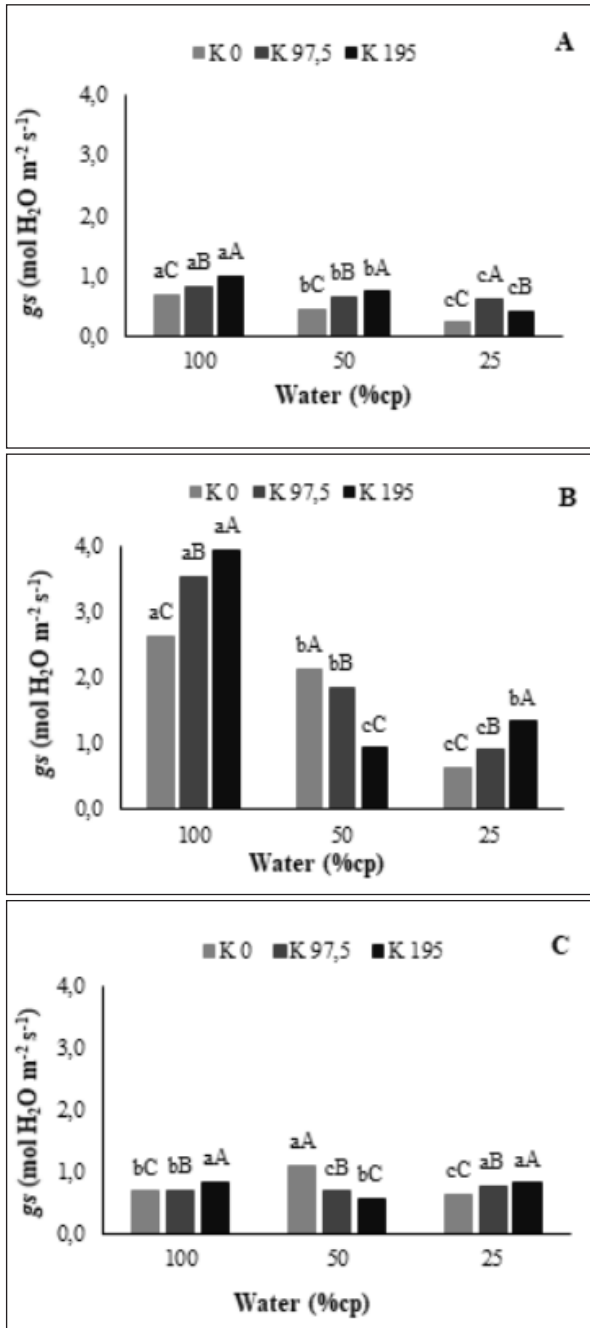 A
K 0 K 97,5 K 195
gs (mol H₂O m⁻² s⁻¹)
4,0
3,0
2,0
1,0
0,0
aC aB aA
bC bB bA
cC cA cB
100 50 25
Water (%cp)
B
K 0 K 97,5 K 195
gs (mol H₂O m⁻² s⁻¹)
4,0
3,0
2,0
1,0
0,0
aC aB aA
bA bB cC
cC cB bA
100 50 25
Water (%cp)
C
K 0 K 97,5 K 195
gs (mol H₂O m⁻² s⁻¹)
4,0
3,0
2,0
1,0
0,0
bC bB aA
aA cB bC
cC aB aA
100 50 25
Water (%cp)